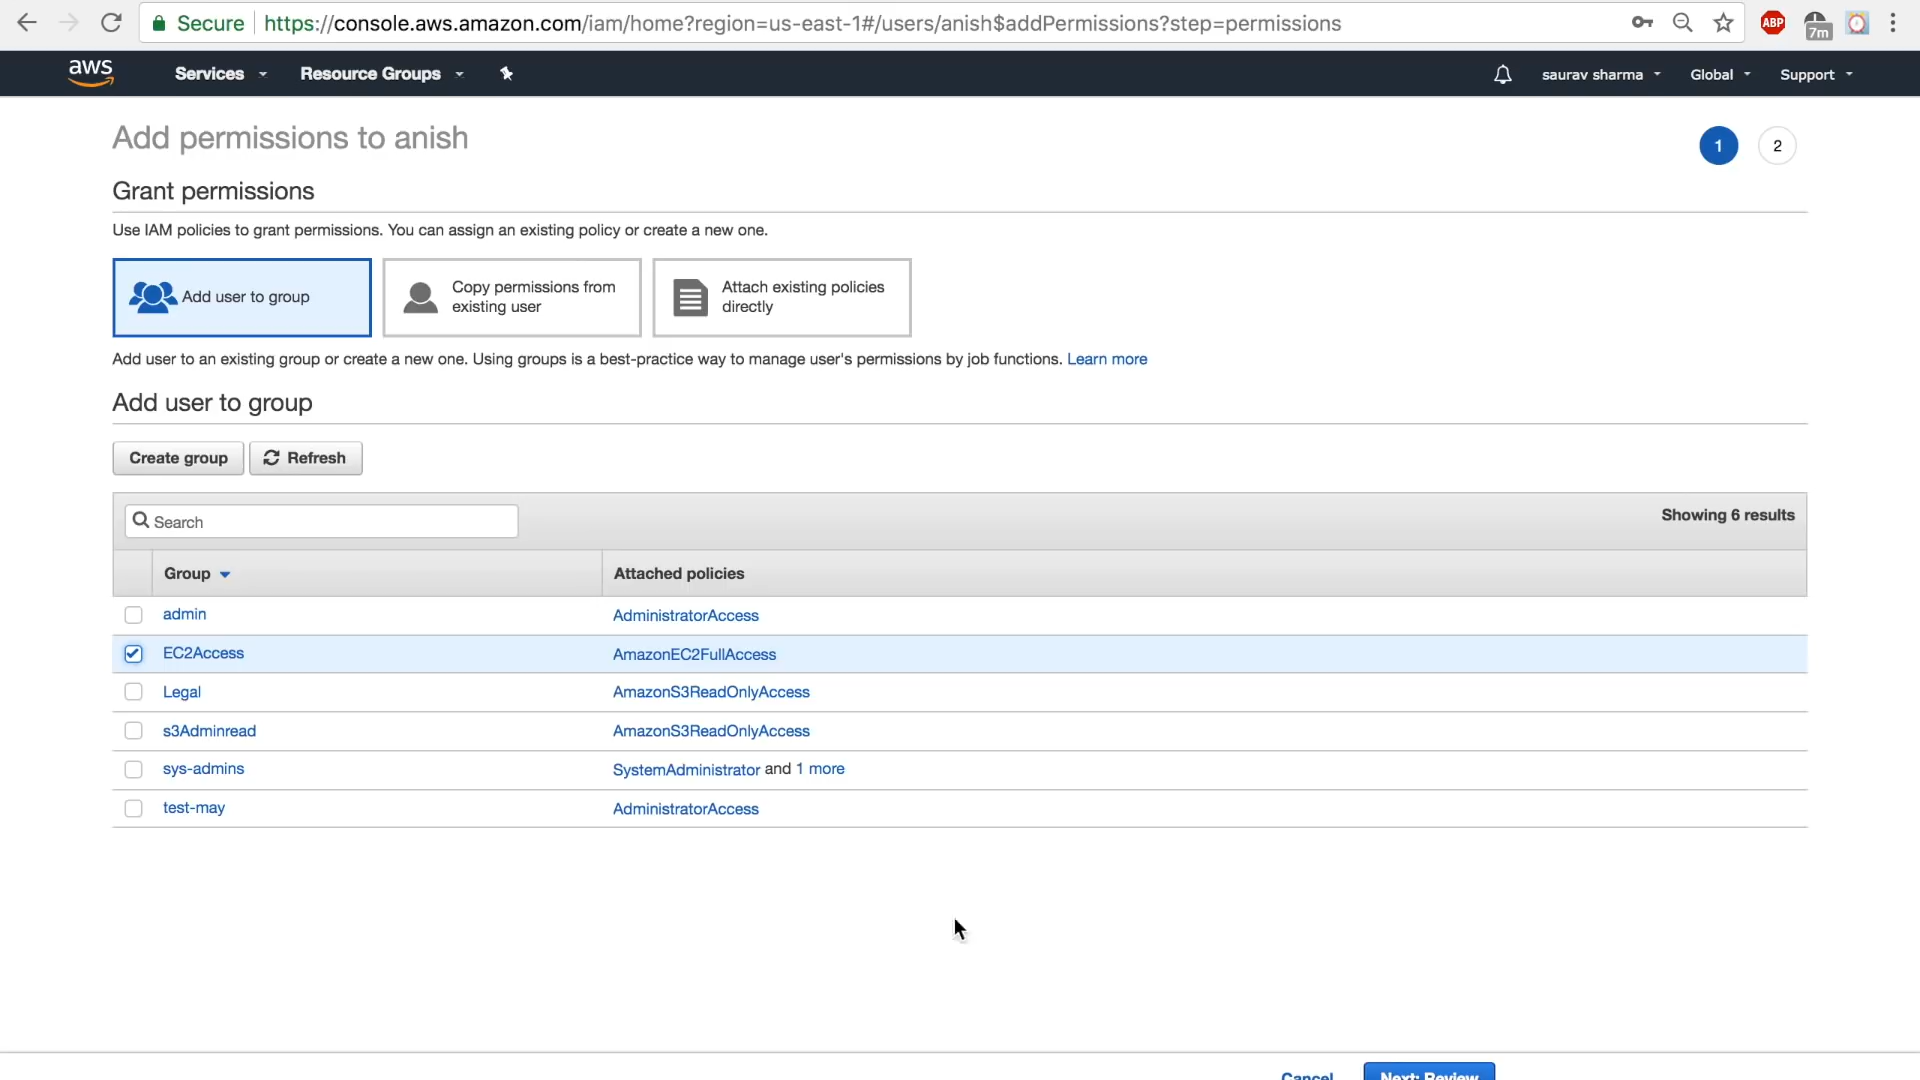 Secure https://console.aws.amazon.com/iam/home?region=us-east-1#/users/anish$addPermissions?step=permissions ABP 7m
aws Services Resource Groups saurav sharma Global Support
Add permissions to anish 1 2
Grant permissions
Use IAM policies to grant permissions. You can assign an existing policy or create a new one.
Add user to group
Copy permissions from
existing user
Attach existing policies
directly
Add user to an existing group or create a new one. Using groups is a best-practice way to manage user's permissions by job functions. Learn more
Add user to group
Create group Refresh
Search Showing 6 results
Group Attached policies
admin AdministratorAccess
EC2Access AmazonEC2FullAccess
Legal AmazonS3ReadOnlyAccess
s3Adminread AmazonS3ReadOnlyAccess
sys-admins SystemAdministrator and 1 more
test-may AdministratorAccess
Cancel Next: Review